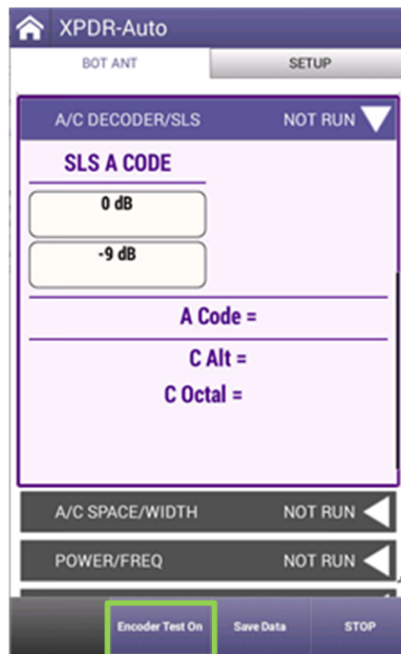 XPDR-Auto
BOT ANT SETUP
A/C DECODER/SLS NOT RUN
SLS A CODE
0 dB
-9 dB
A Code =
C Alt =
C Octal =
A/C SPACE/WIDTH NOT RUN
POWER/FREQ NOT RUN
Encoder Test On Save Data STOP